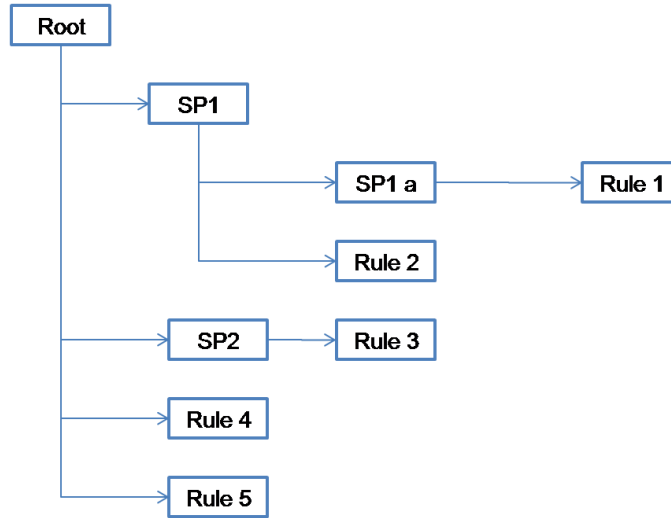 Root
SP1
SP1 a
Rule 1
Rule 2
SP2
Rule 3
Rule 4
Rule 5